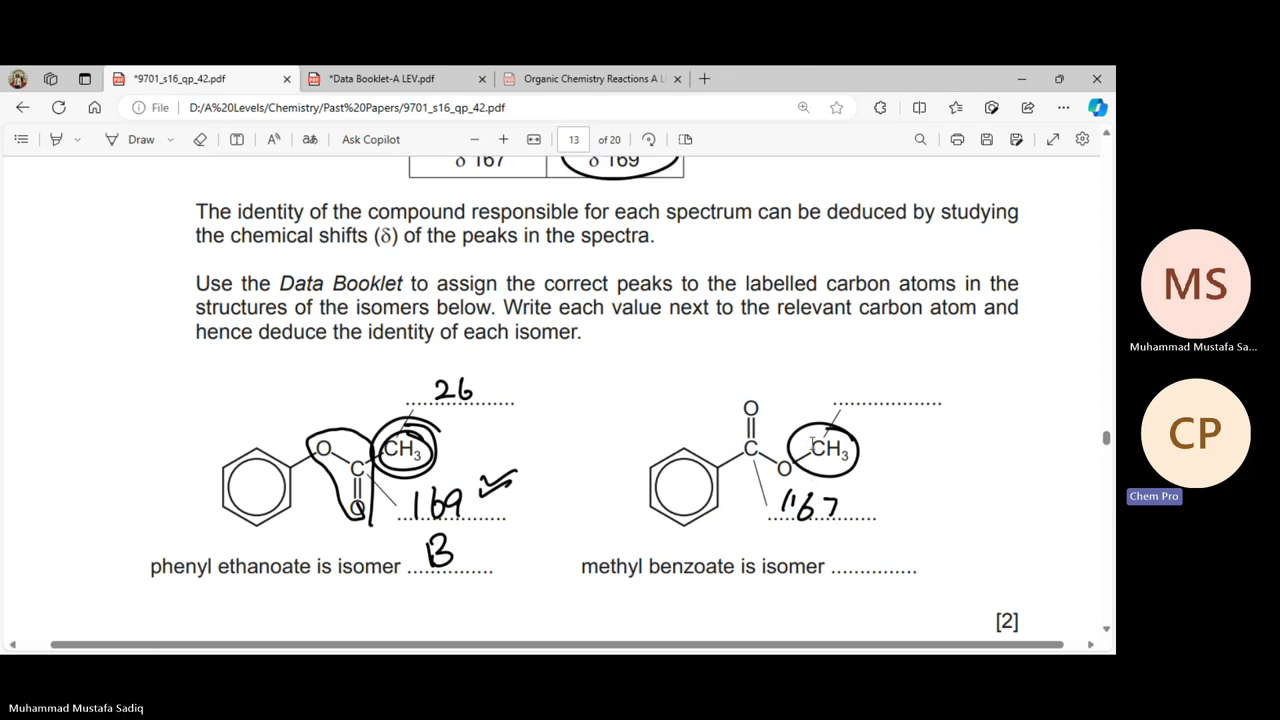 *9701_s16_qp_42.pdf
*Data Booklet-A LEV.pdf
Organic Chemistry Reactions A L
File
D:/A%20Levels/Chemistry/Past%20Papers/9701_s16_qp_42.pdf
Draw
Ask Copilot
13 of 20
δ 167 δ 169
The identity of the compound responsible for each spectrum can be deduced by studying
the chemical shifts (δ) of the peaks in the spectra.
Use the Data Booklet to assign the correct peaks to the labelled carbon atoms in the
structures of the isomers below. Write each value next to the relevant carbon atom and
hence deduce the identity of each isomer.
26
O C CH3
O
169
O
C O CH3
167
B
phenyl ethanoate is isomer ............... methyl benzoate is isomer ...............
[2]
MS
Muhammad Mustafa Sa...
CP
Chem Pro
Muhammad Mustafa Sadiq